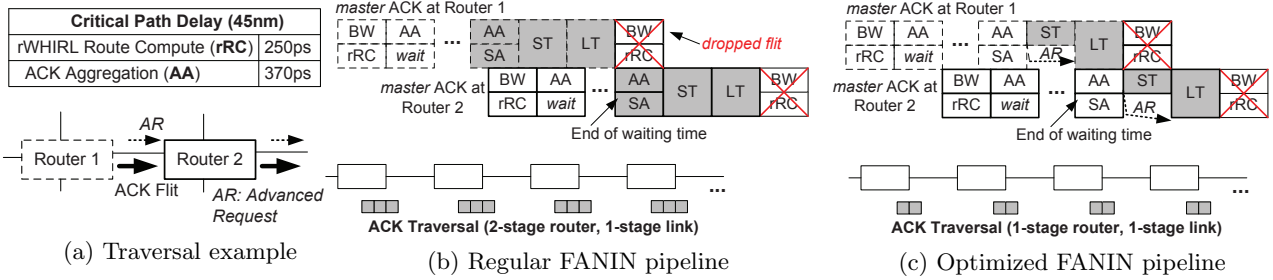 Critical Path Delay (45nm)
rWHIRL Route Compute (rRC) 250ps
ACK Aggregation (AA) 370ps
AR
AR
Router 1
Router 2
ACK Flit
AR: Advanced
Request
(a) Traversal example
master ACK at Router 1
BW AA ... AA ST LT BW
rRC wait SA rRC
dropped flit
master ACK at
Router 2
BW AA ... AA ST LT BW
rRC wait SA rRC
End of waiting time
...
ACK Traversal (2-stage router, 1-stage link)
(b) Regular FANIN pipeline
master ACK at Router 1
BW AA ... AA ST LT BW
rRC wait SA AR rRC
master ACK at
Router 2
BW AA ... AA ST LT BW
rRC wait SA AR rRC
End of waiting time
...
ACK Traversal (1-stage router, 1-stage link)
(c) Optimized FANIN pipeline